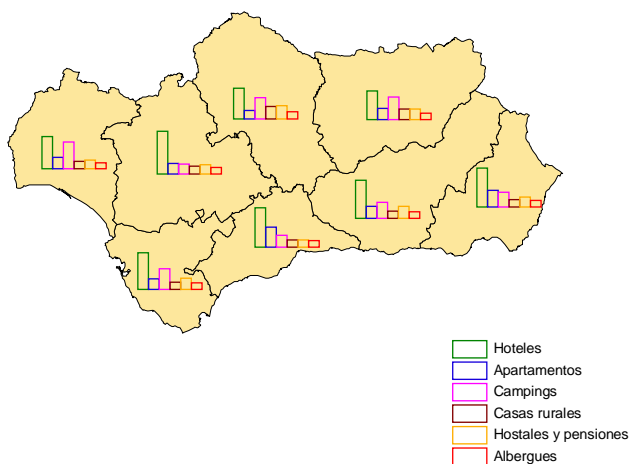 Hoteles
Apartamentos
Campings
Casas rurales
Hostales y pensiones
Albergues